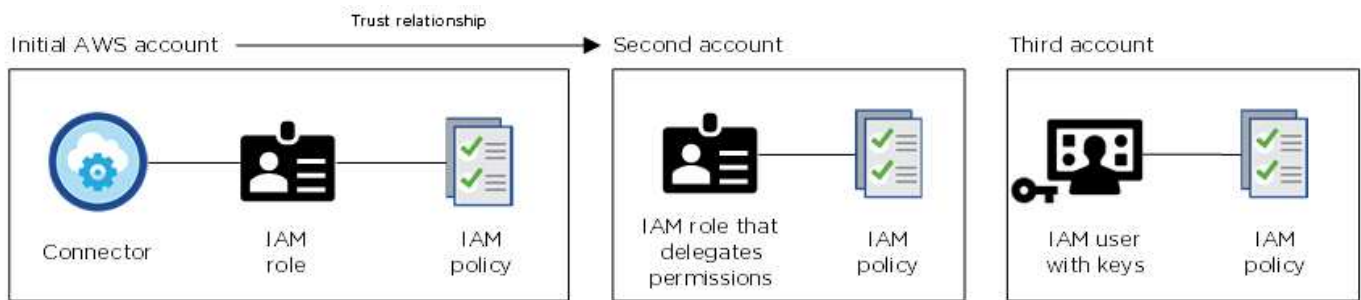 Trust relationship
Initial AWS account
Second account
Third account
Connector
IAM
role
IAM
policy
IAM role that
delegates
permissions
IAM
policy
IAM user
with keys
IAM
policy